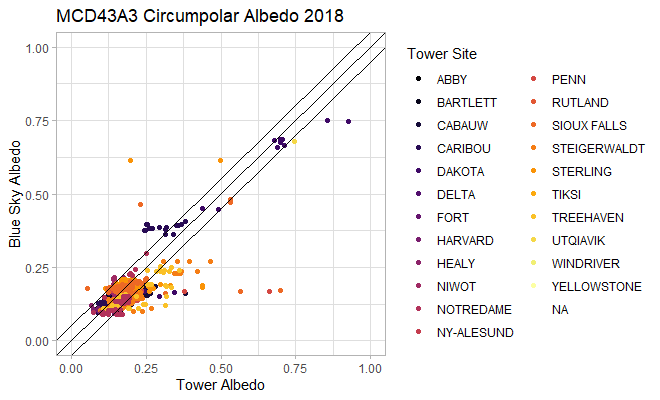 MCD43A3 Circumpolar Albedo 2018
1.00
0.75
0.50
0.25
0.00
Blue Sky Albedo
0.00 0.25 0.50 0.75 1.00
Tower Albedo
Tower Site
ABBY
BARTLETT
CABAUW
CARIBOU
DAKOTA
DELTA
FORT
HARVARD
HEALY
NIWOT
NOTREDAME
NY-ALESUND
PENN
RUTLAND
SIOUX FALLS
STEIGERWALDT
STERLING
TIKSI
TREEHAVEN
UTQIAVIK
WINDRIVER
YELLOWSTONE
NA